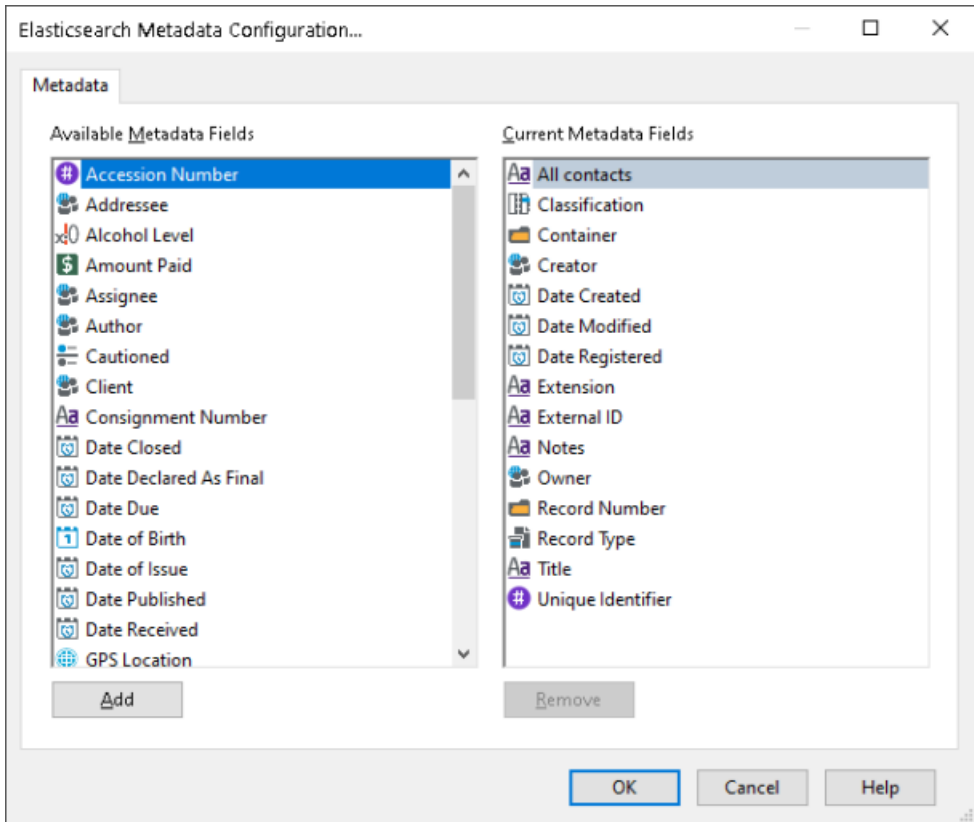 Elasticsearch Metadata Configuration...
Metadata
Available Metadata Fields
Accession Number
Addressee
Alcohol Level
Amount Paid
Assignee
Author
Cautioned
Client
Consignment Number
Date Closed
Date Declared As Final
Date Due
Date of Birth
Date of Issue
Date Published
Date Received
GPS Location
Add
Current Metadata Fields
All contacts
Classification
Container
Creator
Date Created
Date Modified
Date Registered
Extension
External ID
Notes
Owner
Record Number
Record Type
Title
Unique Identifier
Remove
OK
Cancel
Help